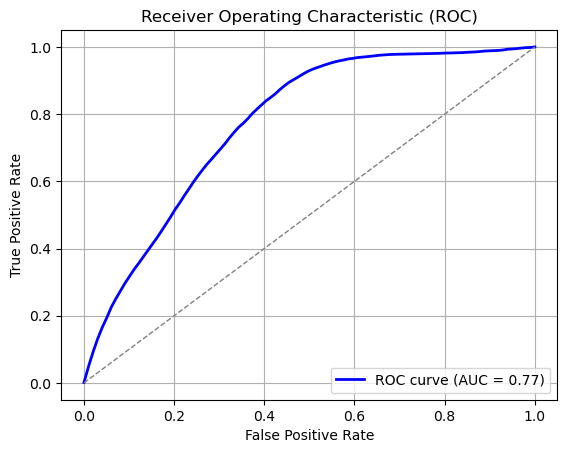 Receiver Operating Characteristic (ROC)
True Positive Rate
1.0
0.8
0.6
0.4
0.2
0.0
ROC curve (AUC = 0.77)
0.0 0.2 0.4 0.6 0.8 1.0
False Positive Rate